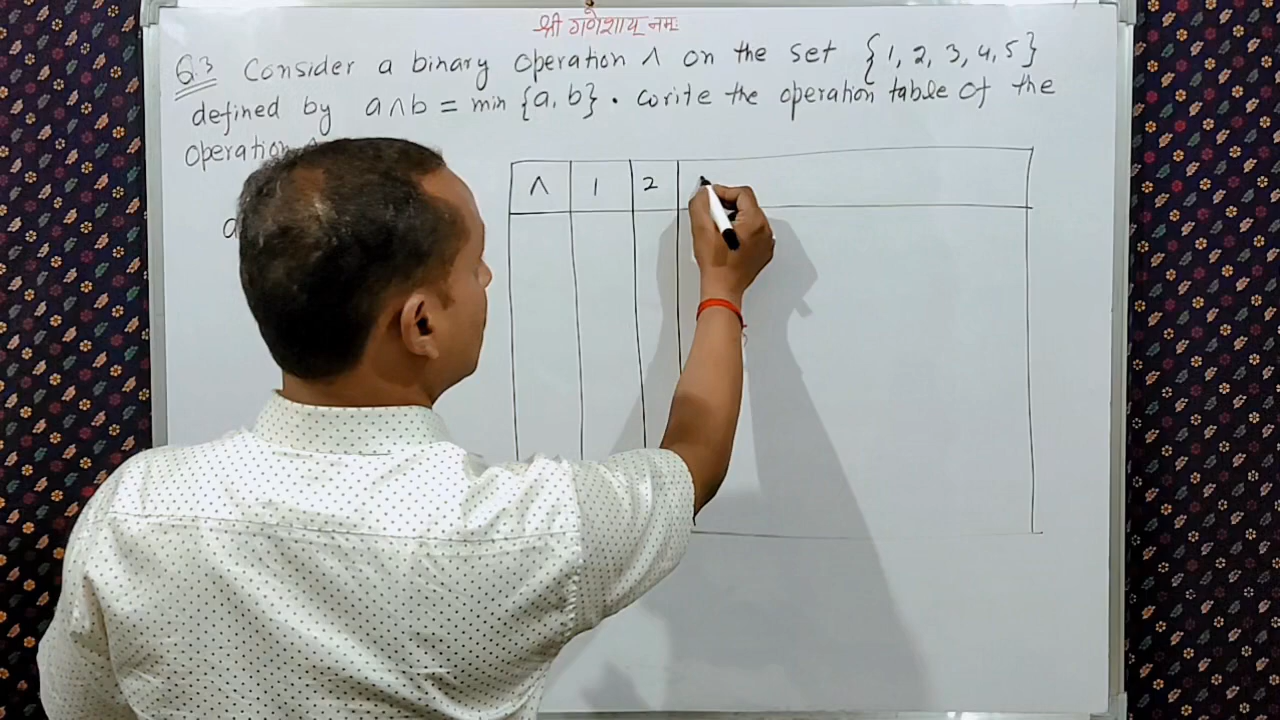 श्री गणेशाय नमः
Q.3 Consider a binary operation ∧ on the set {1, 2, 3, 4, 5}
defined by a∧b = min {a, b}. Write the operation table of the
operation
a
∧ 1 2